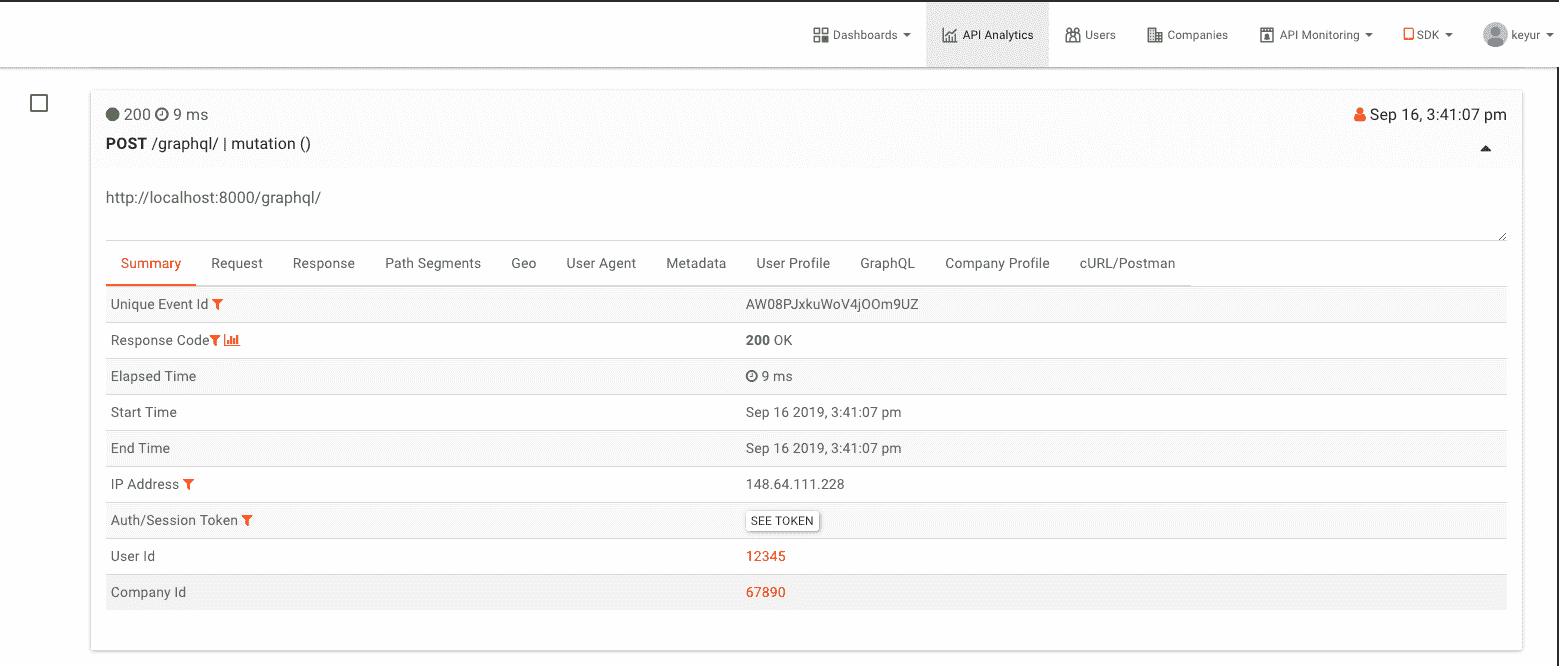 Dashboards API Analytics Users Companies API Monitoring SDK keyur
200 9 ms Sep 16, 3:41:07 pm
POST /graphql/ | mutation ()
http://localhost:8000/graphql/
Summary Request Response Path Segments Geo User Agent Metadata User Profile GraphQL Company Profile cURL/Postman
Unique Event Id AW08PJxkuWoV4jOOm9UZ
Response Code 200 OK
Elapsed Time 9 ms
Start Time Sep 16 2019, 3:41:07 pm
End Time Sep 16 2019, 3:41:07 pm
IP Address 148.64.111.228
Auth/Session Token SEE TOKEN
User Id 12345
Company Id 67890